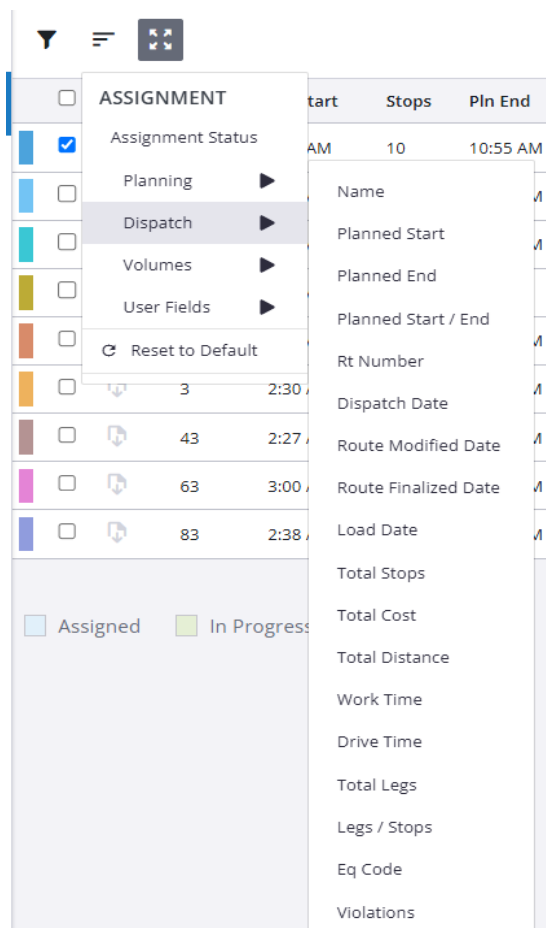 ASSIGNMENT
tart Stops Pln End
Assignment Status
AM 10 10:55 AM
Planning
Dispatch
Volumes
User Fields
Reset to Default
Name
Planned Start
Planned End
Planned Start / End
Rt Number
Dispatch Date
Route Modified Date
Route Finalized Date
Load Date
Total Stops
Total Cost
Total Distance
Work Time
Drive Time
Total Legs
Legs / Stops
Eq Code
Violations
3 2:30
43 2:27
63 3:00
83 2:38
Assigned In Progress